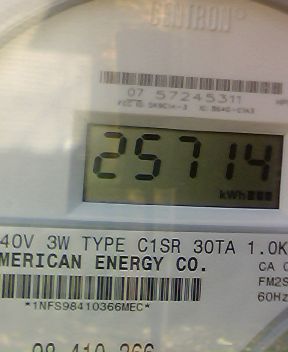 CENTRON®
07 57245311
25714
kWh
40V 3W TYPE C1SR 30TA 1.0K
MERICAN ENERGY CO.
CA
FM2S
60Hz
*1NFS98410366MEC*
98 410 366